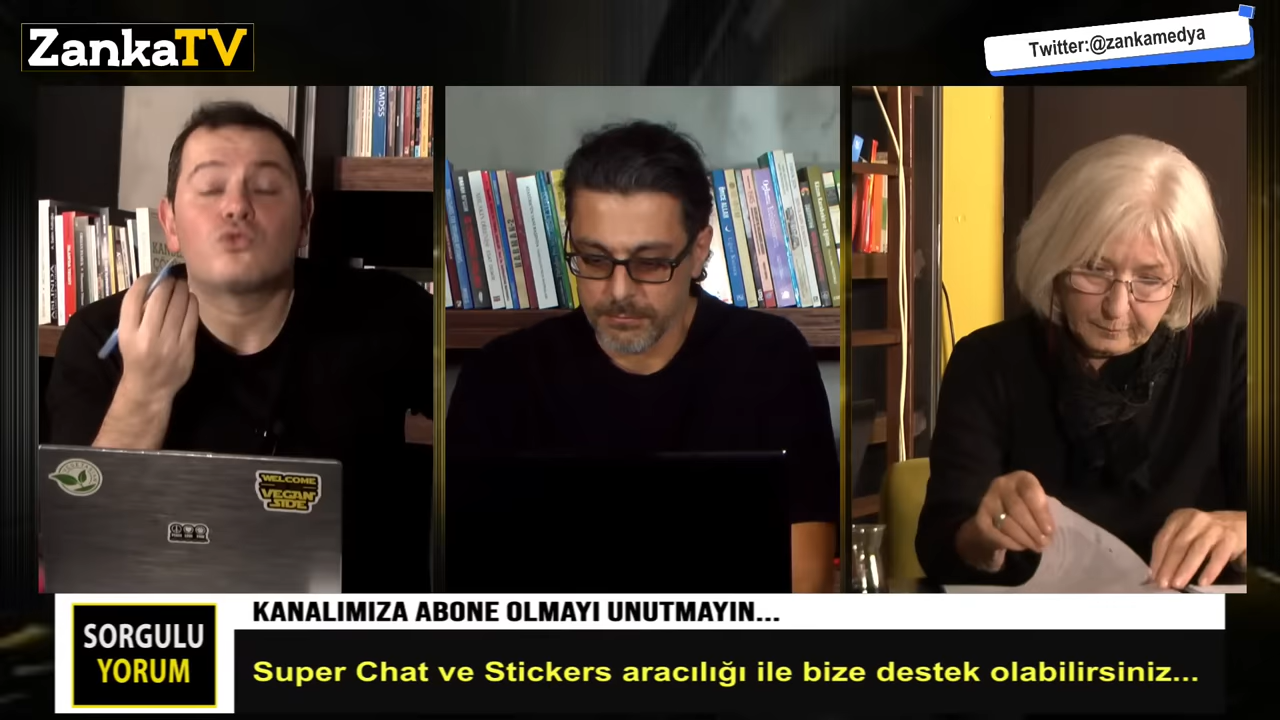 ZankaTV
Twitter:@zankamedya
GMDSS
WELCOME
VEGAN
SIDE
SORGULU
YORUM
KANALIMIZA ABONE OLMAYI UNUTMAYIN...
Super Chat ve Stickers aracılığı ile bize destek olabilirsiniz...